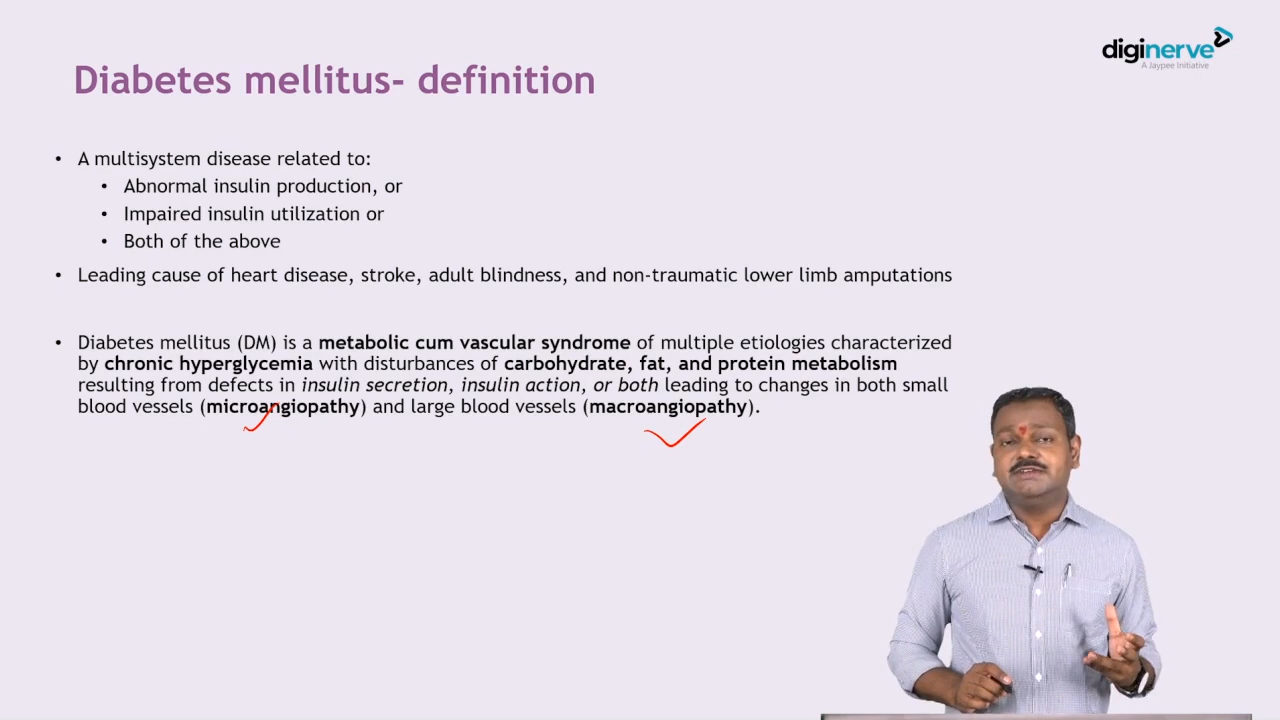 diginerve
A Jaypee Initiative
Diabetes mellitus- definition
• A multisystem disease related to:
• Abnormal insulin production, or
• Impaired insulin utilization or
• Both of the above
• Leading cause of heart disease, stroke, adult blindness, and non-traumatic lower limb amputations
• Diabetes mellitus (DM) is a metabolic cum vascular syndrome of multiple etiologies characterized
by chronic hyperglycemia with disturbances of carbohydrate, fat, and protein metabolism
resulting from defects in insulin secretion, insulin action, or both leading to changes in both small
blood vessels (microangiopathy) and large blood vessels (macroangiopathy).